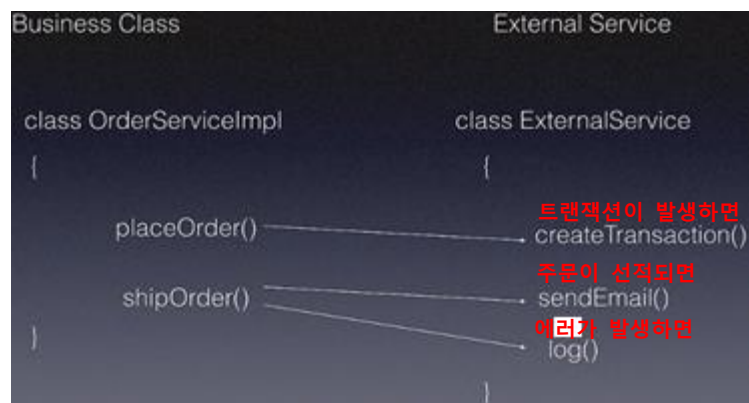 Business Class
External Service
class OrderServiceImpl
class ExternalService
{
{
트랜잭션이 발생하면
placeOrder()
createTransaction()
주문이 선적되면
shipOrder()
sendEmail()
에러가 발생하면
log()
}
}